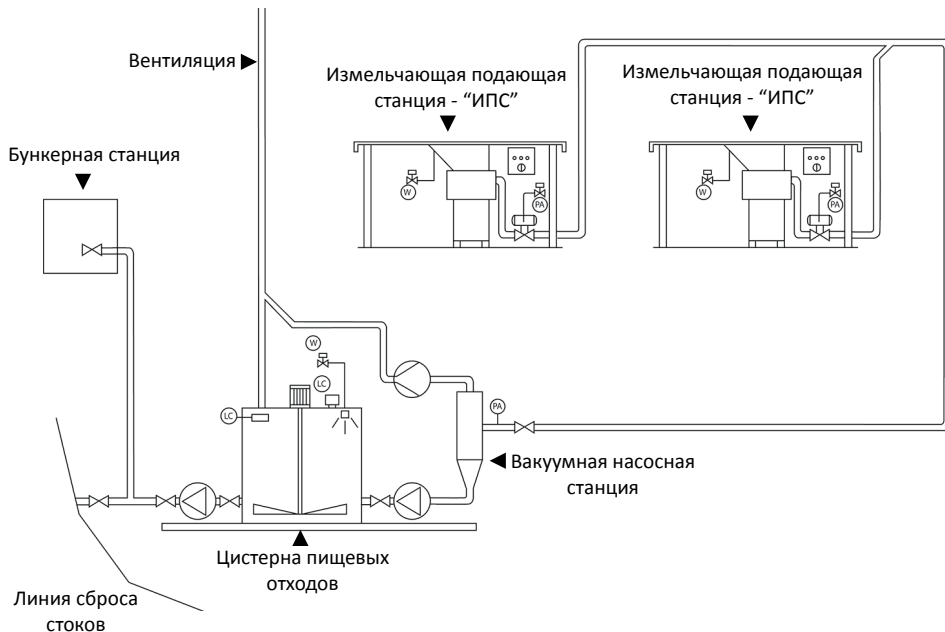 Вентиляция
Измельчающая подающая
станция - “ИПС”
Измельчающая подающая
станция - “ИПС”
Бункерная станция
W
PA
W
PA
W
LC
LC
PA
Вакуумная насосная
станция
Цистерна пищевых
отходов
Линия сброса
стоков